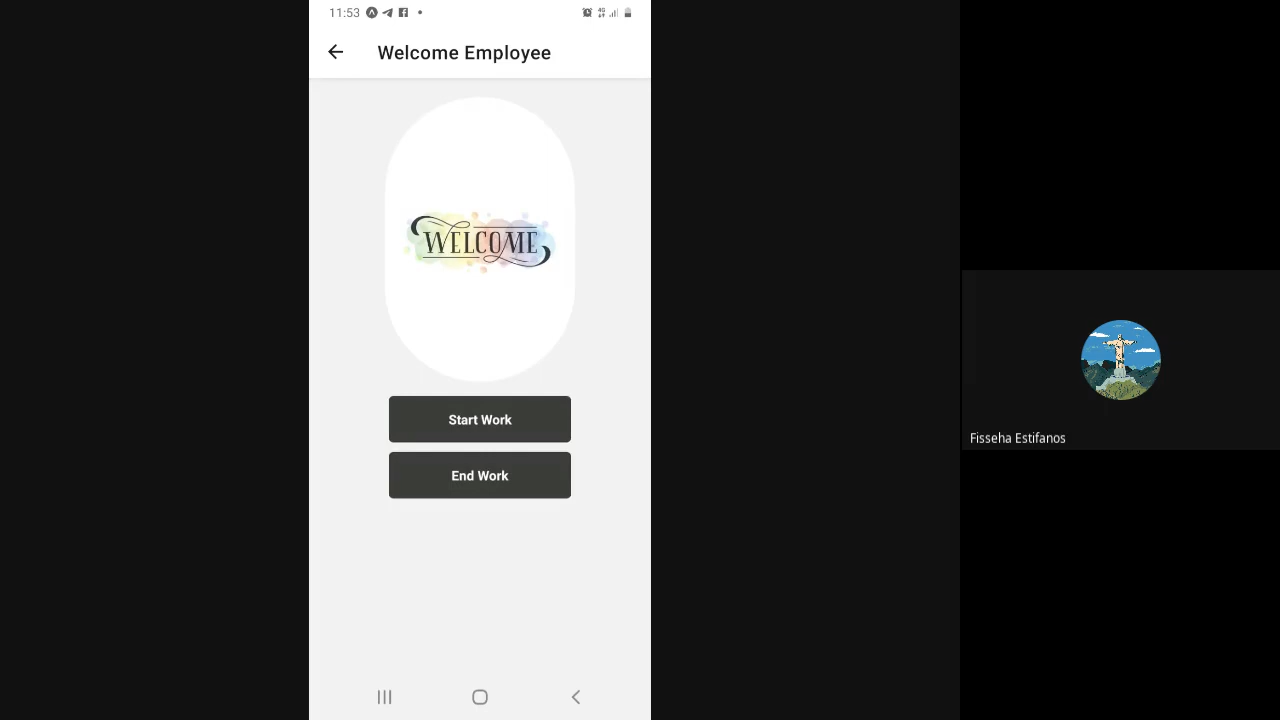 11:53
Welcome Employee
WELCOME
Start Work
End Work
Fisseha Estifanos